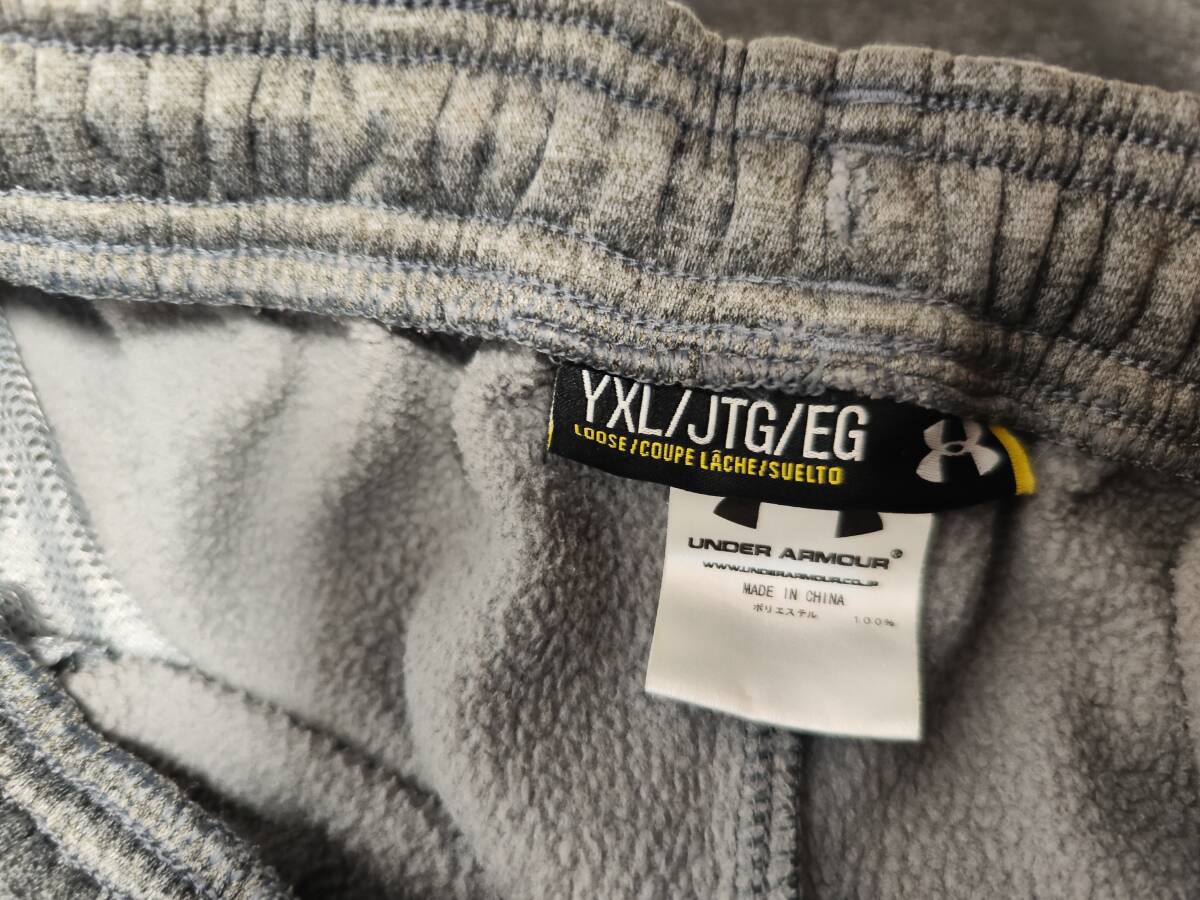 YXL/JTG/EG
LOOSE/COUPE LÂCHE/SUELTO
UNDER ARMOUR®
WWW.UNDERARMOUR.CO.JP
MADE IN CHINA
ポリエステル 100%